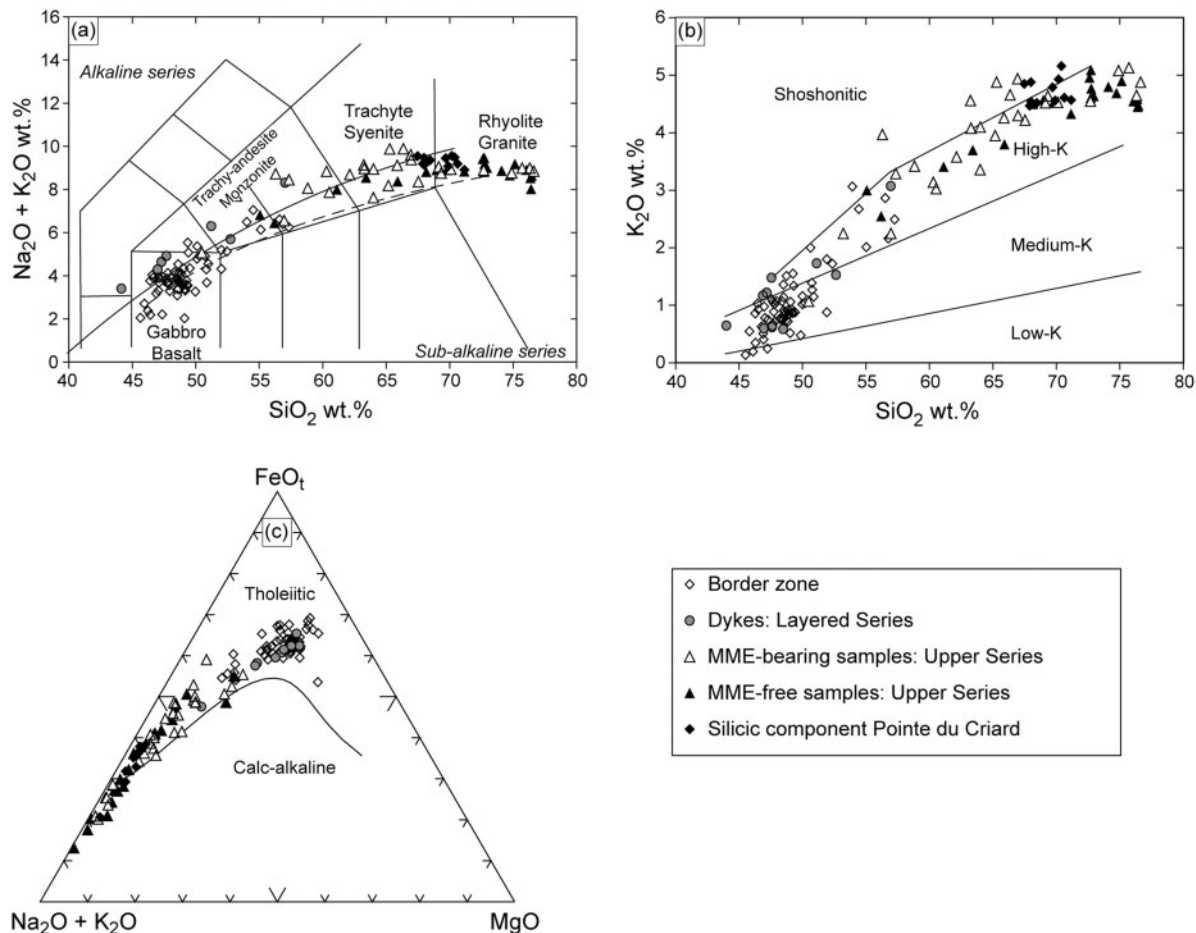 (a)
16
14
12
10
8
6
4
2
0
Na₂O + K₂O wt.%
Alkaline series
Trachy-andesite
Monzonite
Trachyte
Syenite
Rhyolite
Granite
Gabbro
Basalt
Sub-alkaline series
40 45 50 55 60 65 70 75 80
SiO₂ wt.%
(b)
6
5
4
3
2
1
0
K₂O wt.%
Shoshonitic
High-K
Medium-K
Low-K
40 45 50 55 60 65 70 75 80
SiO₂ wt.%
FeOₜ
(c)
Tholeiitic
Calc-alkaline
Na₂O + K₂O
MgO
Border zone
Dykes: Layered Series
MME-bearing samples: Upper Series
MME-free samples: Upper Series
Silicic component Pointe du Criard